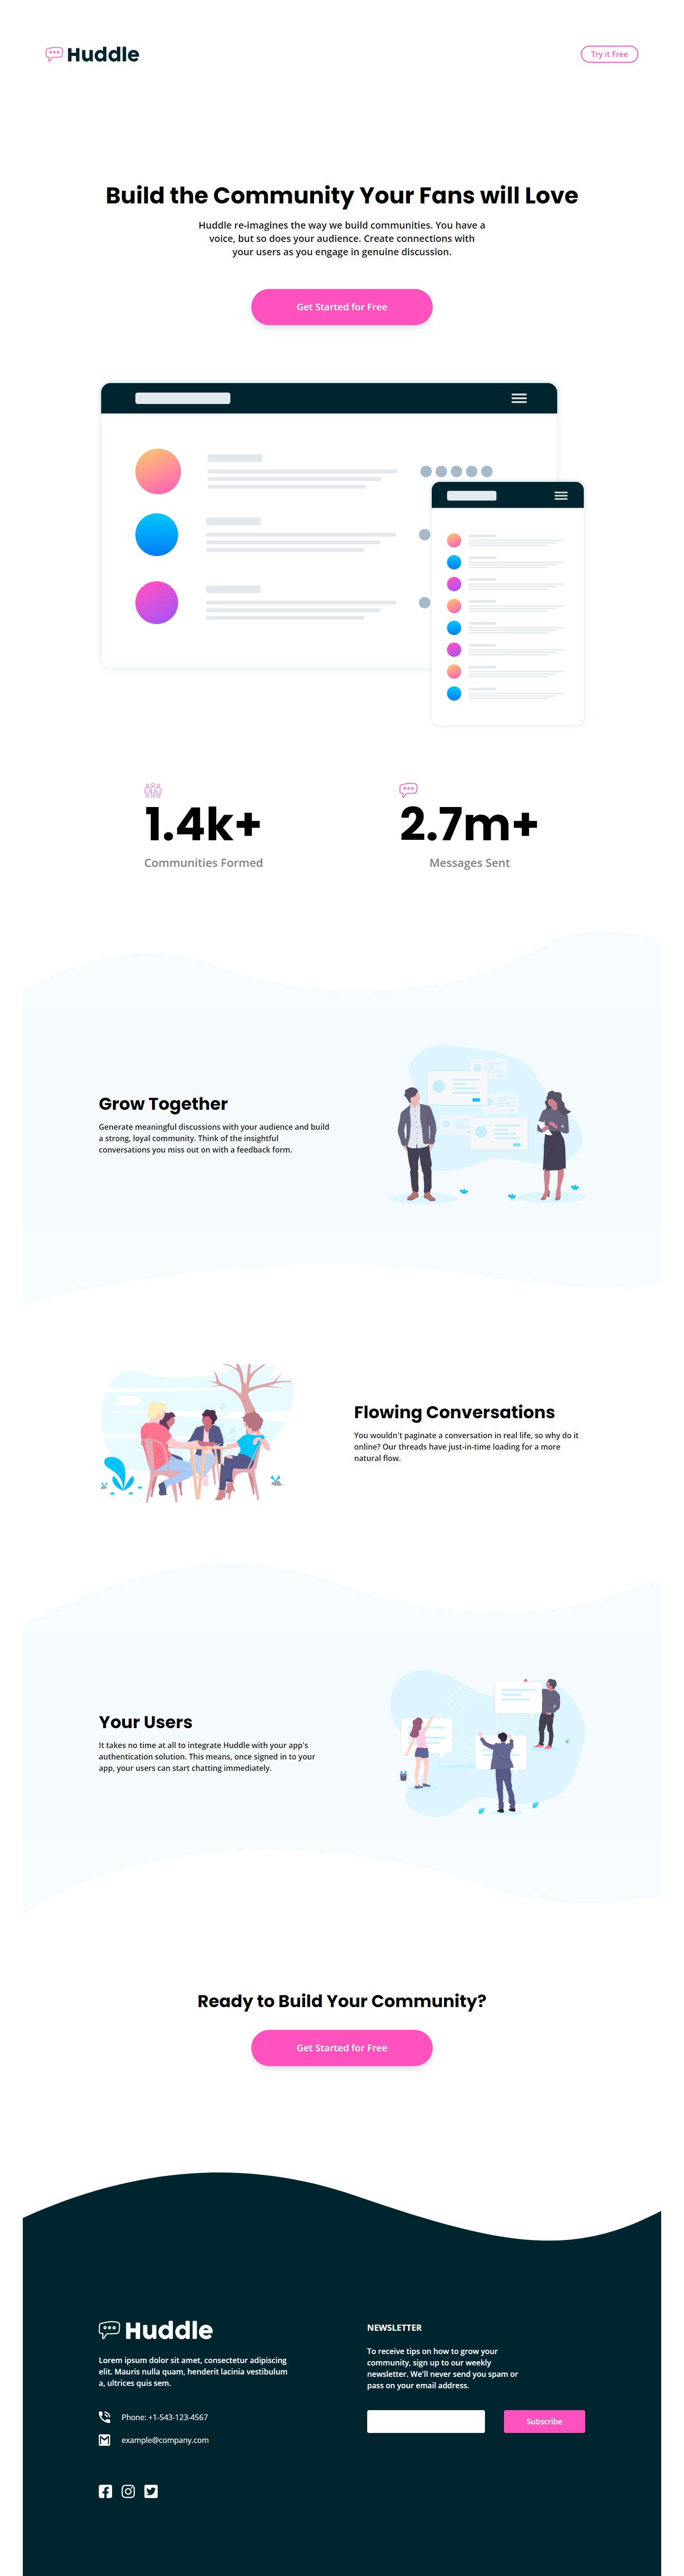 Huddle
Try it Free
Build the Community Your Fans will Love
Huddle re-imagines the way we build communities. You have a
voice, but so does your audience. Create connections with
your users as you engage in genuine discussion.
Get Started for Free
1.4k+
Communities Formed
2.7m+
Messages Sent
Grow Together
Generate meaningful discussions with your audience and build
a strong, loyal community. Think of the insightful
conversations you miss out on with a feedback form.
Flowing Conversations
You wouldn't paginate a conversation in real life, so why do it
online? Our threads have just-in-time loading for a more
natural flow.
Your Users
It takes no time at all to integrate Huddle with your app's
authentication solution. This means, once signed in to your
app, your users can start chatting immediately.
Ready to Build Your Community?
Get Started for Free
Huddle
Lorem ipsum dolor sit amet, consectetur adipiscing
elit. Mauris nulla quam, henderit lacinia vestibulum
a, ultrices quis sem.
Phone: +1-543-123-4567
example@company.com
NEWSLETTER
To receive tips on how to grow your
community, sign up to our weekly
newsletter. We'll never send you spam or
pass on your email address.
Subscribe